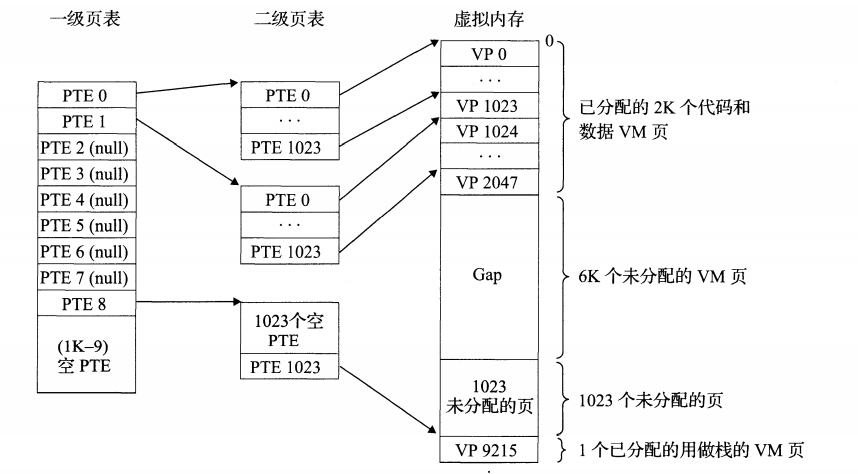 一级页表
二级页表
虚拟内存
PTE 0
PTE 1
PTE 2 (null)
PTE 3 (null)
PTE 4 (null)
PTE 5 (null)
PTE 6 (null)
PTE 7 (null)
PTE 8
(1K–9)
空 PTE
PTE 0
···
PTE 1023
PTE 0
···
PTE 1023
1023个空
PTE
PTE 1023
0
VP 0
···
VP 1023
VP 1024
···
VP 2047
Gap
1023
未分配的页
VP 9215
已分配的 2K 个代码和
数据 VM 页
6K 个未分配的 VM 页
1023 个未分配的页
1 个已分配的用做栈的 VM 页